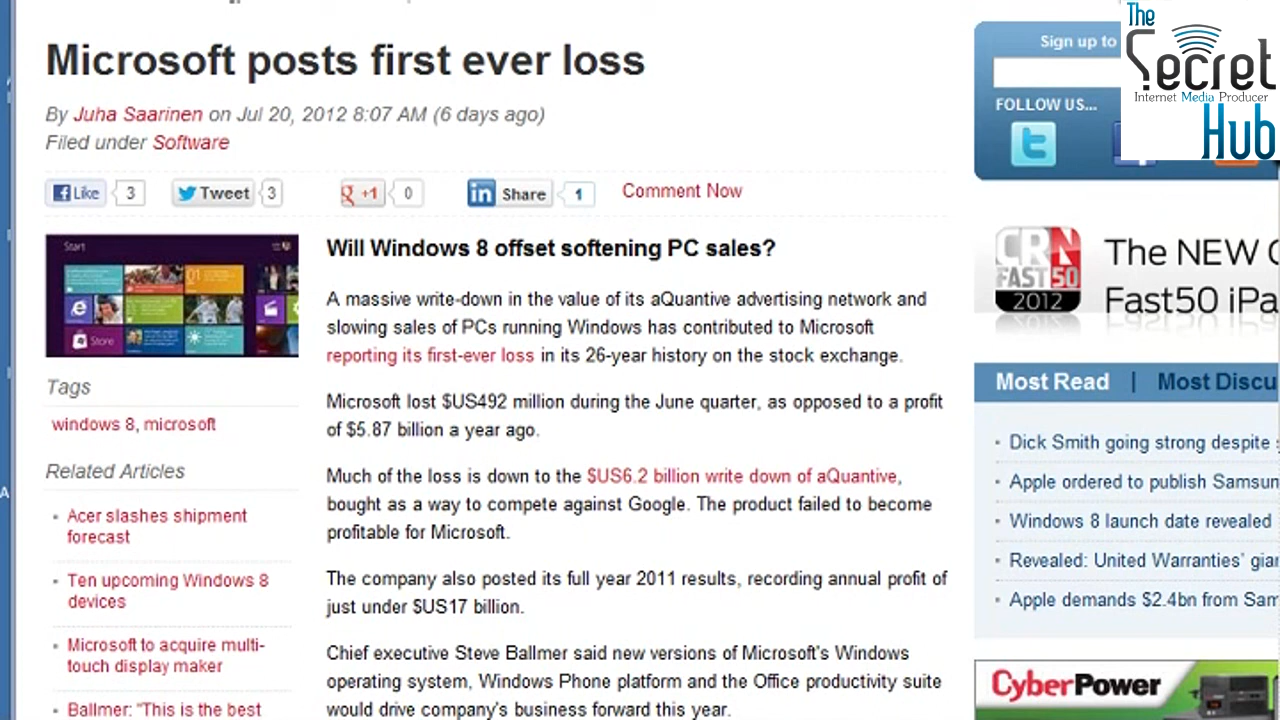 Microsoft posts first ever loss
By Juha Saarinen on Jul 20, 2012 8:07 AM (6 days ago)
Filed under Software
Like 3
Tweet 3
+1 0
in Share 1
Comment Now
Start
Store
Tags
windows 8, microsoft
Related Articles
Acer slashes shipment
forecast
Ten upcoming Windows 8
devices
Microsoft to acquire multi-
touch display maker
Ballmer: "This is the best
Will Windows 8 offset softening PC sales?
A massive write-down in the value of its aQuantive advertising network and
slowing sales of PCs running Windows has contributed to Microsoft
reporting its first-ever loss in its 26-year history on the stock exchange.
Microsoft lost $US492 million during the June quarter, as opposed to a profit
of $5.87 billion a year ago.
Much of the loss is down to the $US6.2 billion write down of aQuantive,
bought as a way to compete against Google. The product failed to become
profitable for Microsoft.
The company also posted its full year 2011 results, recording annual profit of
just under $US17 billion.
Chief executive Steve Ballmer said new versions of Microsoft's Windows
operating system, Windows Phone platform and the Office productivity suite
would drive company's business forward this year.
Sign up to
FOLLOW US...
The
Secret
Internet Media Producer
Hub
CRN
FAST 50
2012
The NEW
Fast50 iPa
Most Read | Most Discu
Dick Smith going strong despite
Apple ordered to publish Samsun
Windows 8 launch date revealed
Revealed: United Warranties' gian
Apple demands $2.4bn from Sam
CyberPower